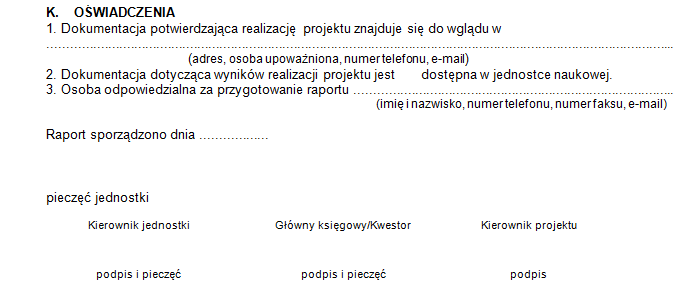 K. OŚWIADCZENIA
1. Dokumentacja potwierdzająca realizację projektu znajduje się do wglądu w
...............................................................................................................................................................
(adres, osoba upoważniona, numer telefonu, e-mail)
2. Dokumentacja dotycząca wyników realizacji projektu jest dostępna w jednostce naukowej.
3. Osoba odpowiedzialna za przygotowanie raportu ...................................................................................
(imię i nazwisko, numer telefonu, numer faksu, e-mail)
Raport sporządzono dnia ...................
pieczęć jednostki
Kierownik jednostki Główny księgowy/Kwestor Kierownik projektu
podpis i pieczęć podpis i pieczęć podpis